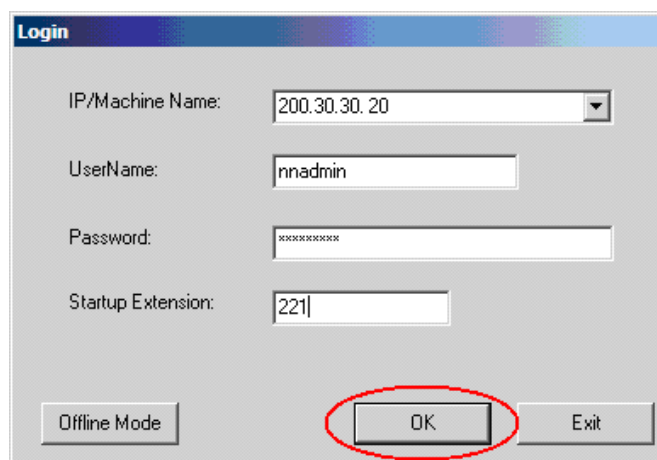 Login
IP/Machine Name: 200.30.30. 20
UserName: nnadmin
Password: *********
Startup Extension: 221
Offline Mode OK Exit